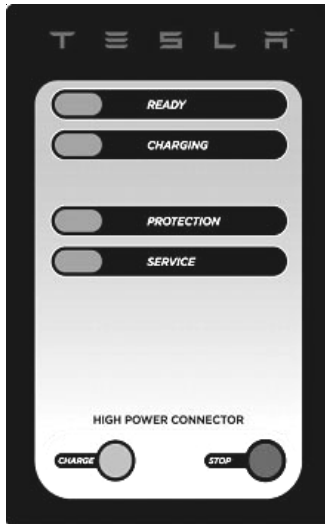 TESLA
READY
CHARGING
PROTECTION
SERVICE
HIGH POWER CONNECTOR
CHARGE STOP